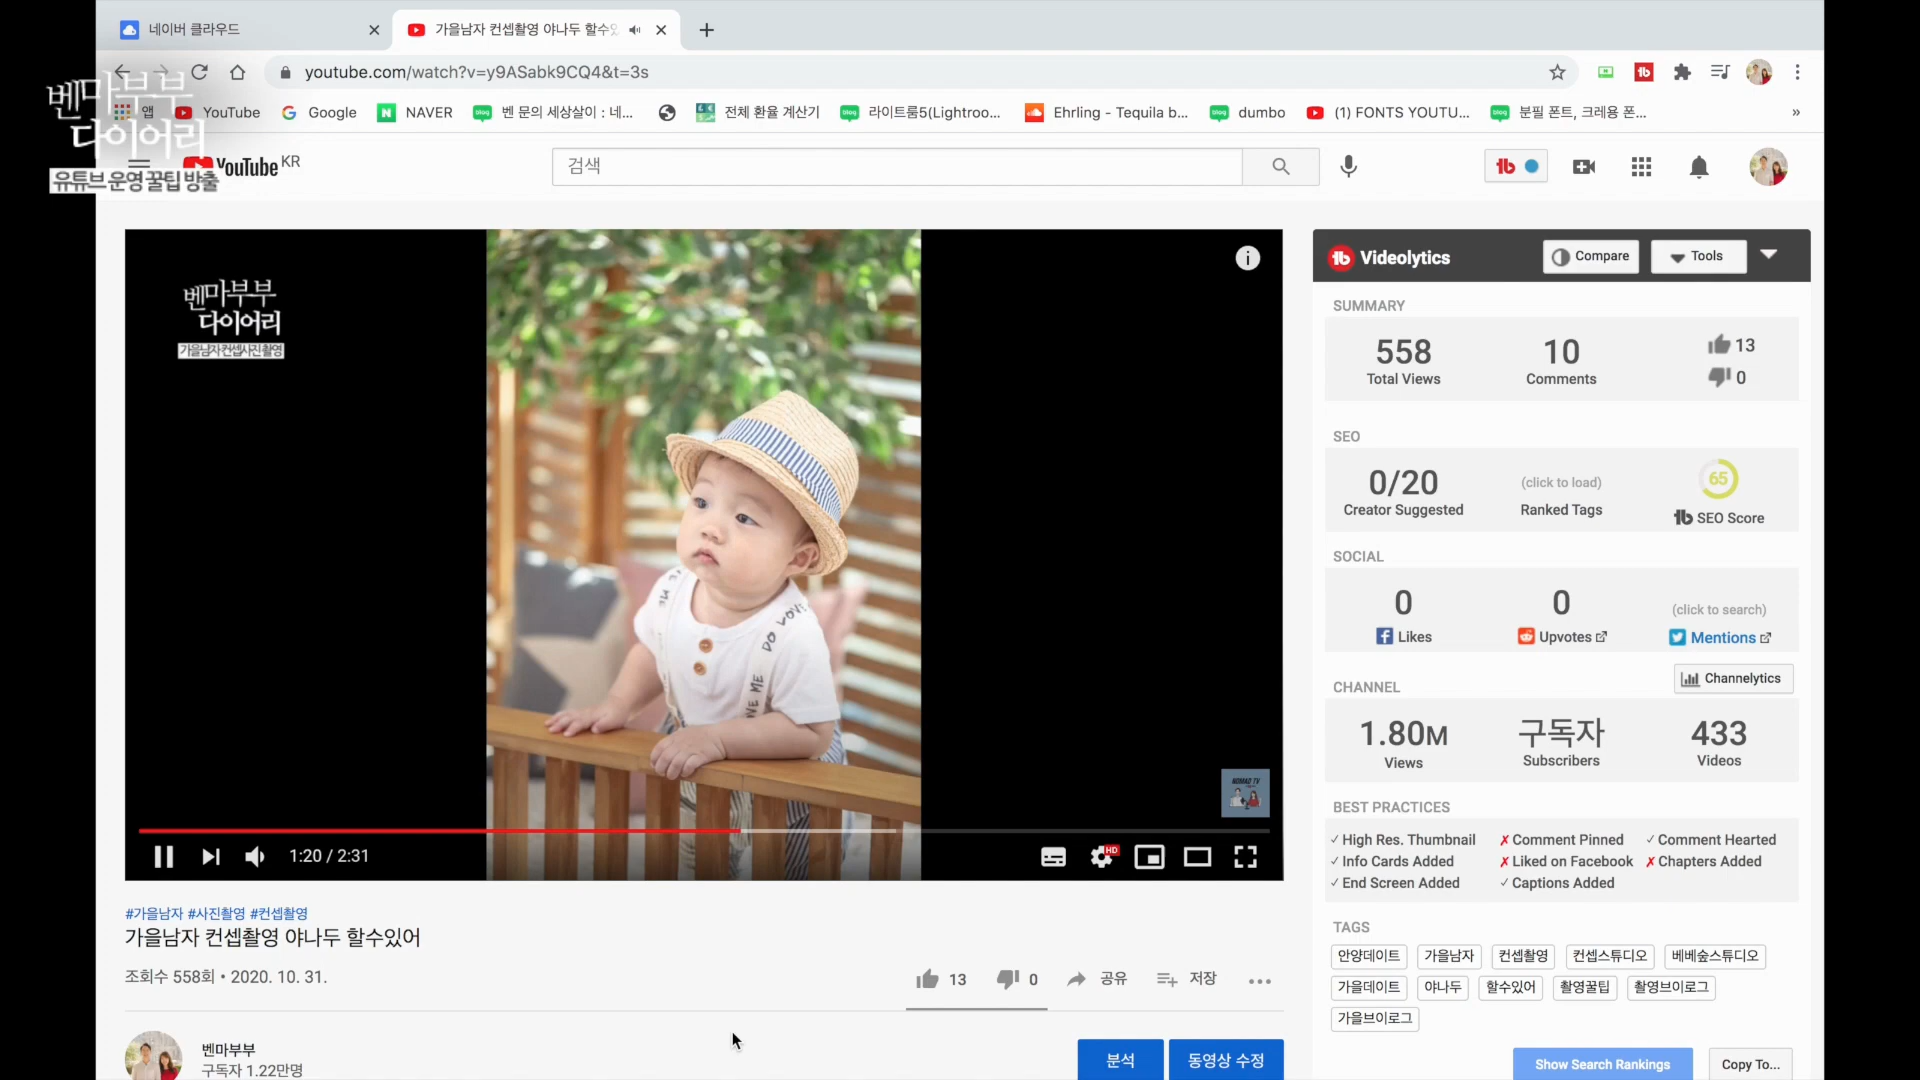 네이버 클라우드
가을남자 컨셉촬영 야나두 할수있
youtube.com/watch?v=y9ASabk9CQ4&t=3s
앱
YouTube
Google
NAVER
벤 문의 세상살이 : 네...
전체 환율 계산기
라이트룸5(Lightroo...
Ehrling - Tequila b...
dumbo
(1) FONTS YOUTU...
분필 폰트, 크레용 폰...
»
벤마부부
다이어리
유튜브 운영 꿀팁 방출
YouTube KR
검색
벤마부부
다이어리
가을남자 컨셉사진 촬영
DO LOVE
NOMAD TV
1:20 / 2:31
HD
#가을남자 #사진촬영 #컨셉촬영
가을남자 컨셉촬영 야나두 할수있어
조회수 558회 • 2020. 10. 31.
13
0
공유
저장
벤마부부
구독자 1.22만명
분석
동영상 수정
Videolytics
Compare
Tools
SUMMARY
558
Total Views
10
Comments
13
0
SEO
0/20
Creator Suggested
(click to load)
Ranked Tags
65
SEO Score
SOCIAL
0
Likes
0
Upvotes
(click to search)
Mentions
CHANNEL
Channelytics
1.80M
Views
구독자
Subscribers
433
Videos
BEST PRACTICES
✓ High Res. Thumbnail
✗ Comment Pinned
✓ Comment Hearted
✓ Info Cards Added
✗ Liked on Facebook
✗ Chapters Added
✓ End Screen Added
✓ Captions Added
TAGS
안양데이트
가을남자
컨셉촬영
컨셉스튜디오
베베숲스튜디오
가을데이트
야나두
할수있어
촬영꿀팁
촬영브이로그
가을브이로그
Show Search Rankings
Copy To...